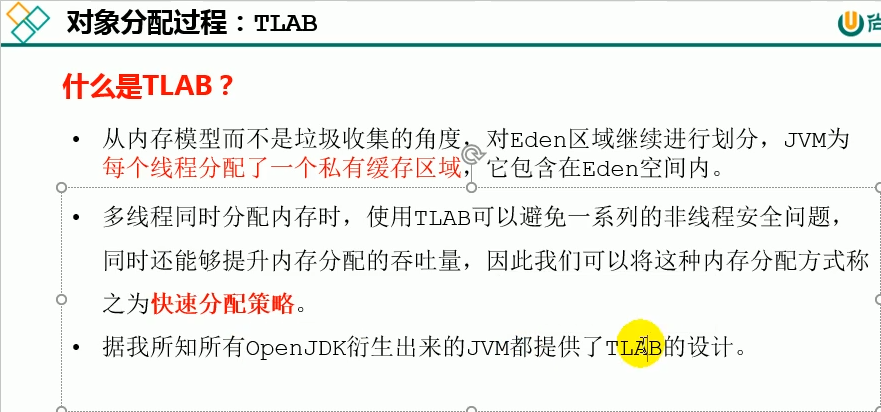 对象分配过程：TLAB
尚
什么是TLAB？
• 从内存模型而不是垃圾收集的角度，对Eden区域继续进行划分，JVM为
每个线程分配了一个私有缓存区域，它包含在Eden空间内。
• 多线程同时分配内存时，使用TLAB可以避免一系列的非线程安全问题，
同时还能够提升内存分配的吞吐量，因此我们可以将这种内存分配方式称
之为快速分配策略。
• 据我所知所有OpenJDK衍生出来的JVM都提供了TLAB的设计。